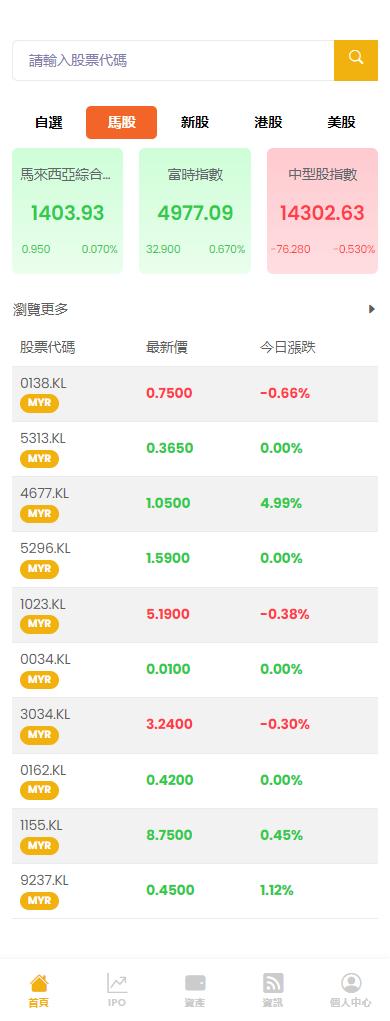 請輸入股票代碼
自選 馬股 新股 港股 美股
馬來西亞綜合... 富時指數 中型股指數
1403.93 4977.09 14302.63
0.950 0.070% 32.900 0.670% -76.280 -0.530%
瀏覽更多
股票代碼 最新價 今日漲跌
0138.KL
MYR
0.7500 -0.66%
5313.KL
MYR
0.3650 0.00%
4677.KL
MYR
1.0500 4.99%
5296.KL
MYR
1.5900 0.00%
1023.KL
MYR
5.1900 -0.38%
0034.KL
MYR
0.0100 0.00%
3034.KL
MYR
3.2400 -0.30%
0162.KL
MYR
0.4200 0.00%
1155.KL
MYR
8.7500 0.45%
9237.KL
MYR
0.4500 1.12%
首頁 IPO 資產 資訊 個人中心